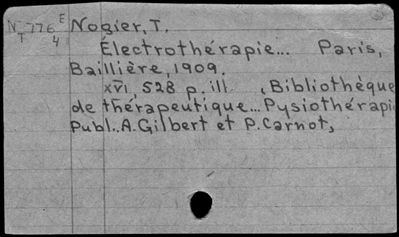 N 776 E Nogier, T.
T 4 Électrothérapie... Paris,
Baillière, 1909.
xvi, 528 p. ill. , Bibliothèque
de thérapeutique... Pysiothérapi
Publ. A. Gilbert et P. Carnot,